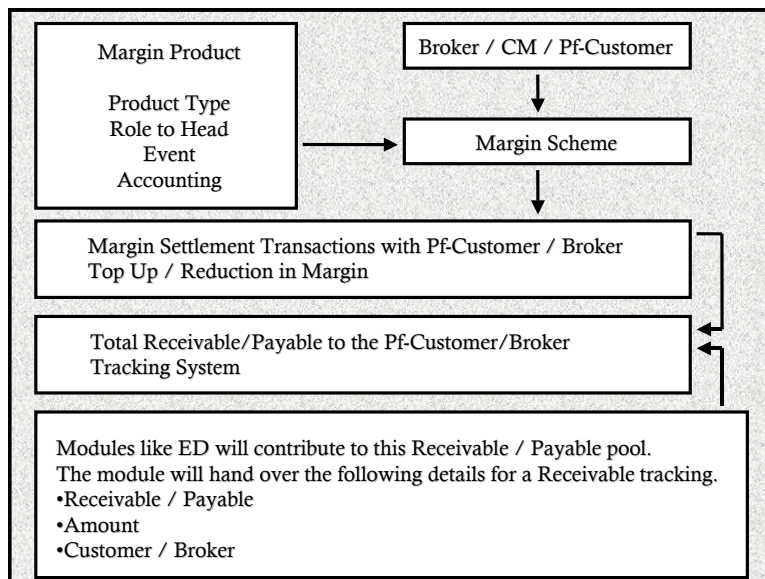 Margin Product
Product Type
Role to Head
Event
Accounting
Broker / CM / Pf-Customer
Margin Scheme
Margin Settlement Transactions with Pf-Customer / Broker
Top Up / Reduction in Margin
Total Receivable/Payable to the Pf-Customer/Broker
Tracking System
Modules like ED will contribute to this Receivable / Payable pool.
The module will hand over the following details for a Receivable tracking.
•Receivable / Payable
•Amount
•Customer / Broker